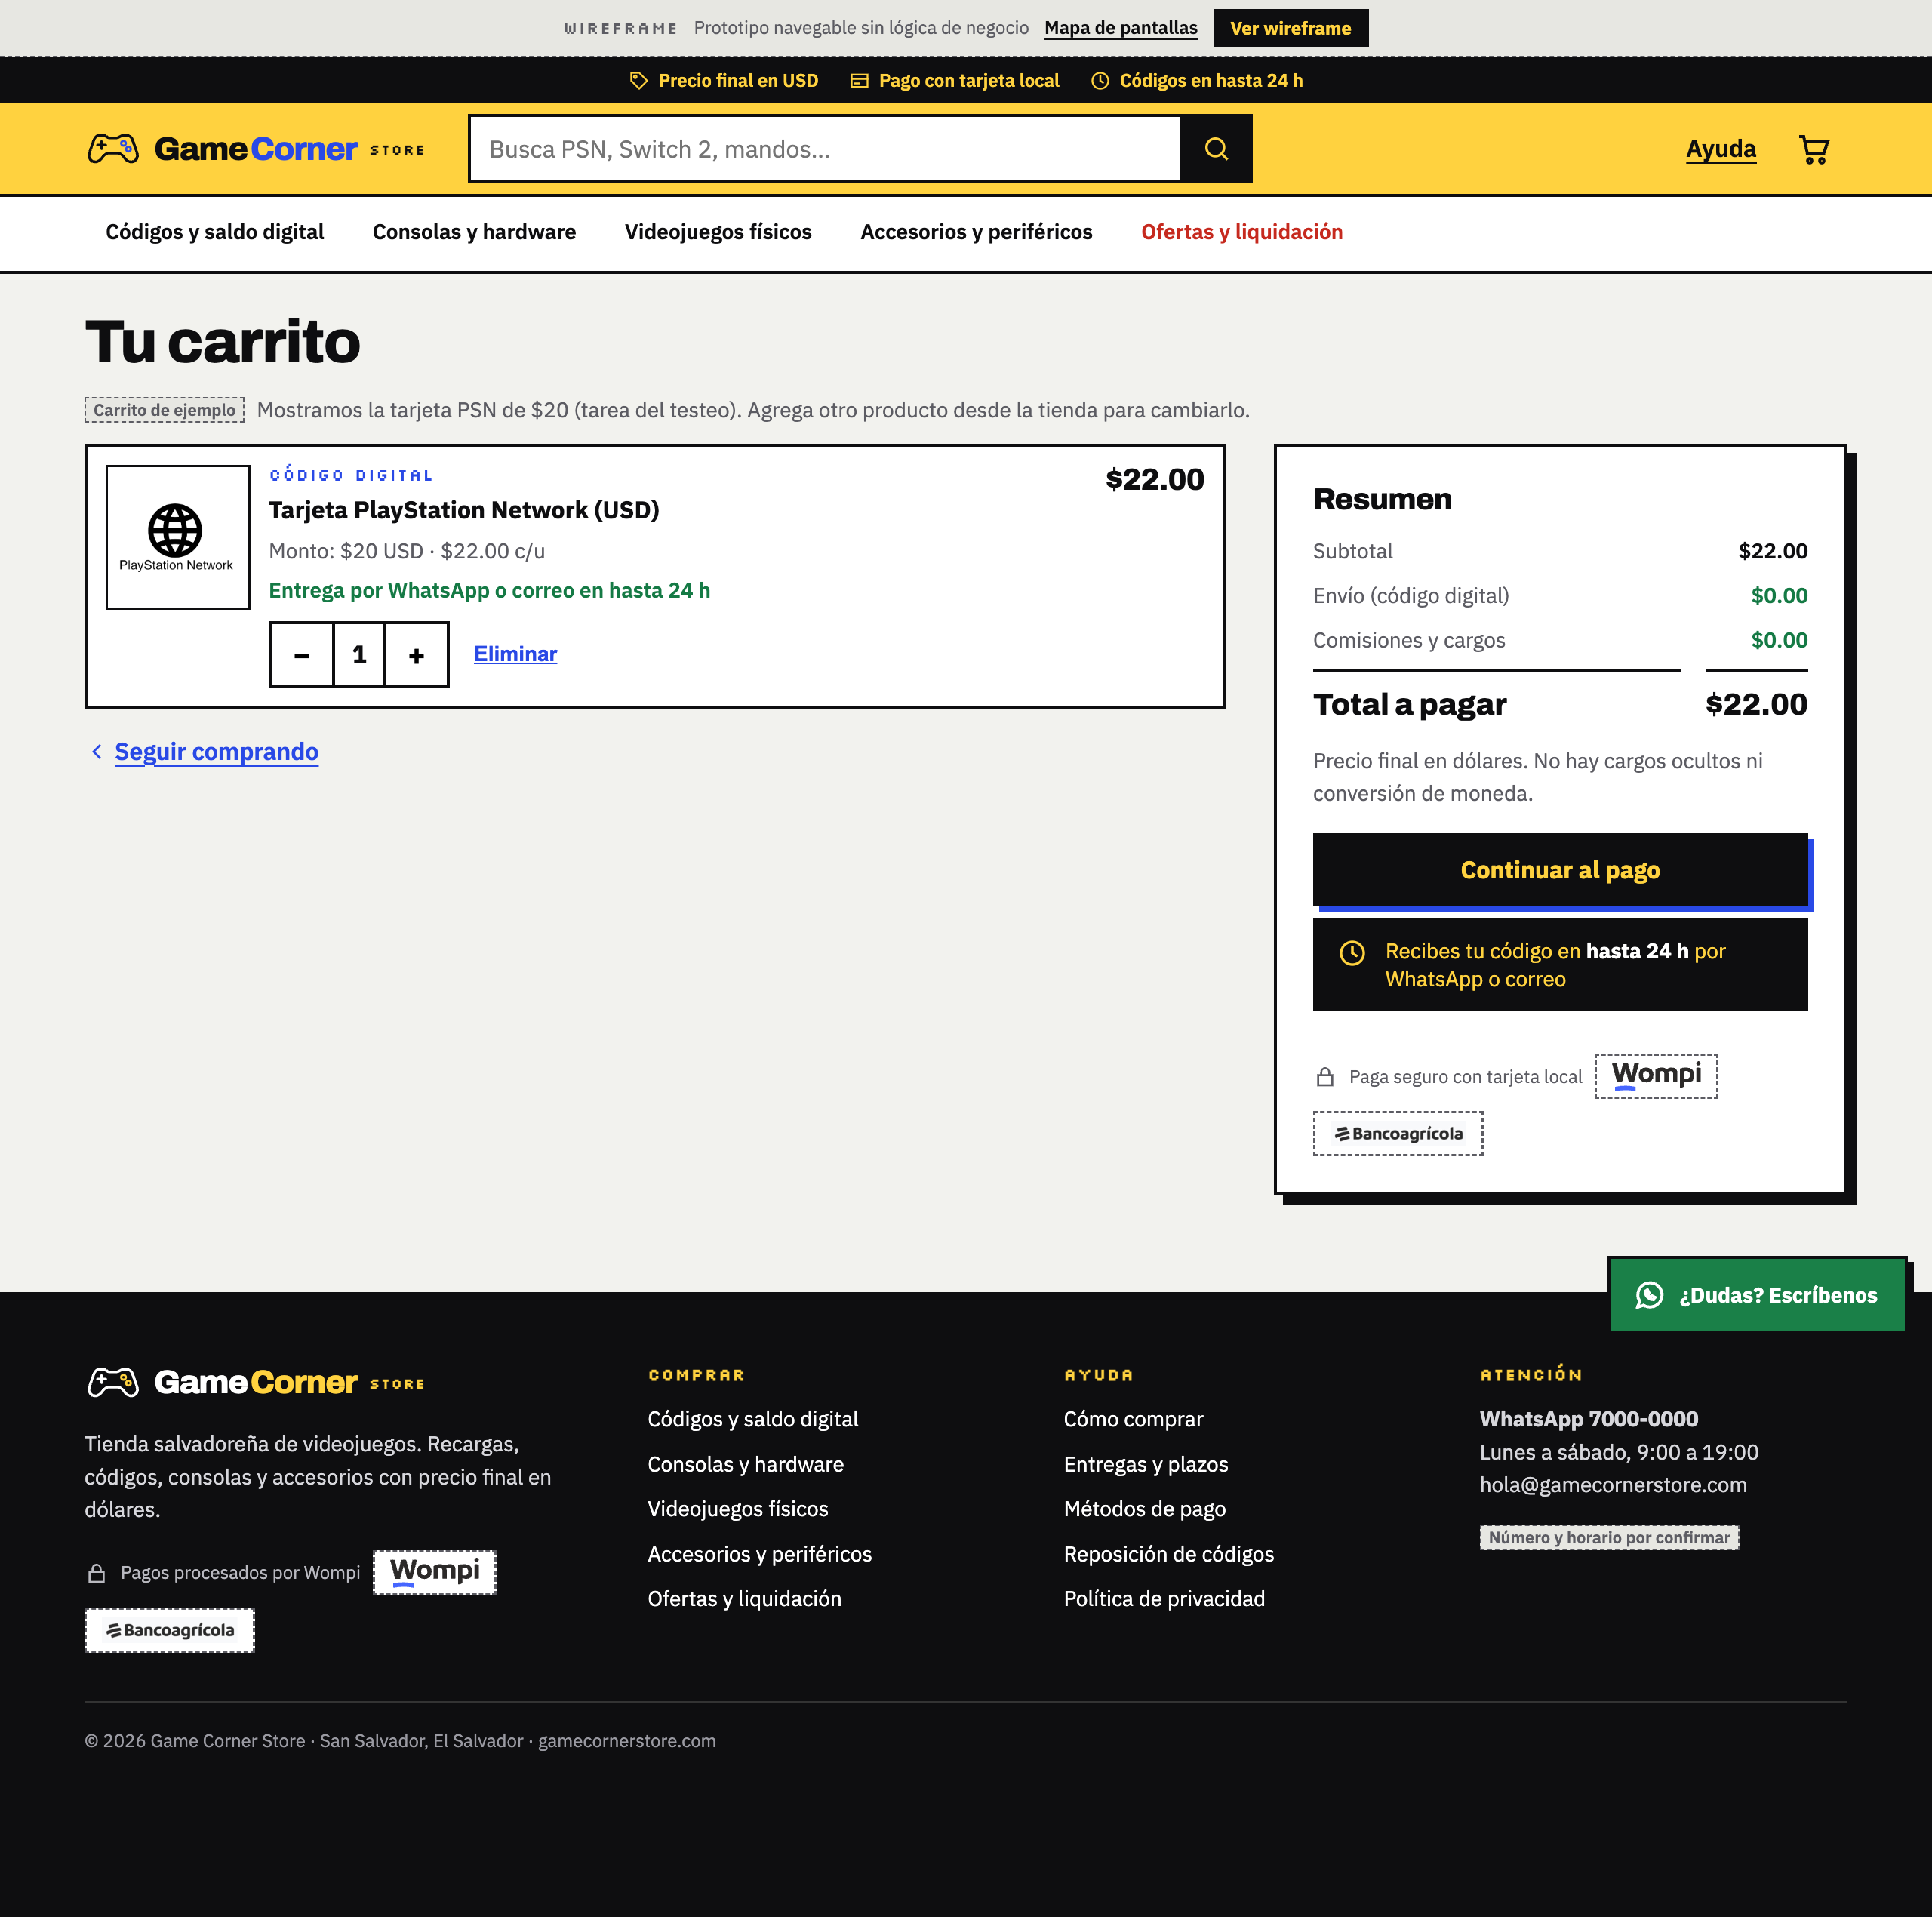 WIREFRAME Prototipo navegable sin lógica de negocio Mapa de pantallas Ver wireframe
Precio final en USD Pago con tarjeta local Códigos en hasta 24 h
GameCorner STORE Busca PSN, Switch 2, mandos... Ayuda
Códigos y saldo digital Consolas y hardware Videojuegos físicos Accesorios y periféricos Ofertas y liquidación
Tu carrito
Carrito de ejemplo Mostramos la tarjeta PSN de $20 (tarea del testeo). Agrega otro producto desde la tienda para cambiarlo.
PlayStation Network
CÓDIGO DIGITAL
$22.00
Tarjeta PlayStation Network (USD)
Monto: $20 USD · $22.00 c/u
Entrega por WhatsApp o correo en hasta 24 h
− 1 + Eliminar
Seguir comprando
Resumen
Subtotal $22.00
Envío (código digital) $0.00
Comisiones y cargos $0.00
Total a pagar $22.00
Precio final en dólares. No hay cargos ocultos ni
conversión de moneda.
Continuar al pago
Recibes tu código en hasta 24 h por
WhatsApp o correo
Paga seguro con tarjeta local Wompi
Bancoagrícola
¿Dudas? Escríbenos
GameCorner STORE
Tienda salvadoreña de videojuegos. Recargas,
códigos, consolas y accesorios con precio final en
dólares.
Pagos procesados por Wompi Wompi
Bancoagrícola
COMPRAR
Códigos y saldo digital
Consolas y hardware
Videojuegos físicos
Accesorios y periféricos
Ofertas y liquidación
AYUDA
Cómo comprar
Entregas y plazos
Métodos de pago
Reposición de códigos
Política de privacidad
ATENCIÓN
WhatsApp 7000-0000
Lunes a sábado, 9:00 a 19:00
hola@gamecornerstore.com
Número y horario por confirmar
© 2026 Game Corner Store · San Salvador, El Salvador · gamecornerstore.com